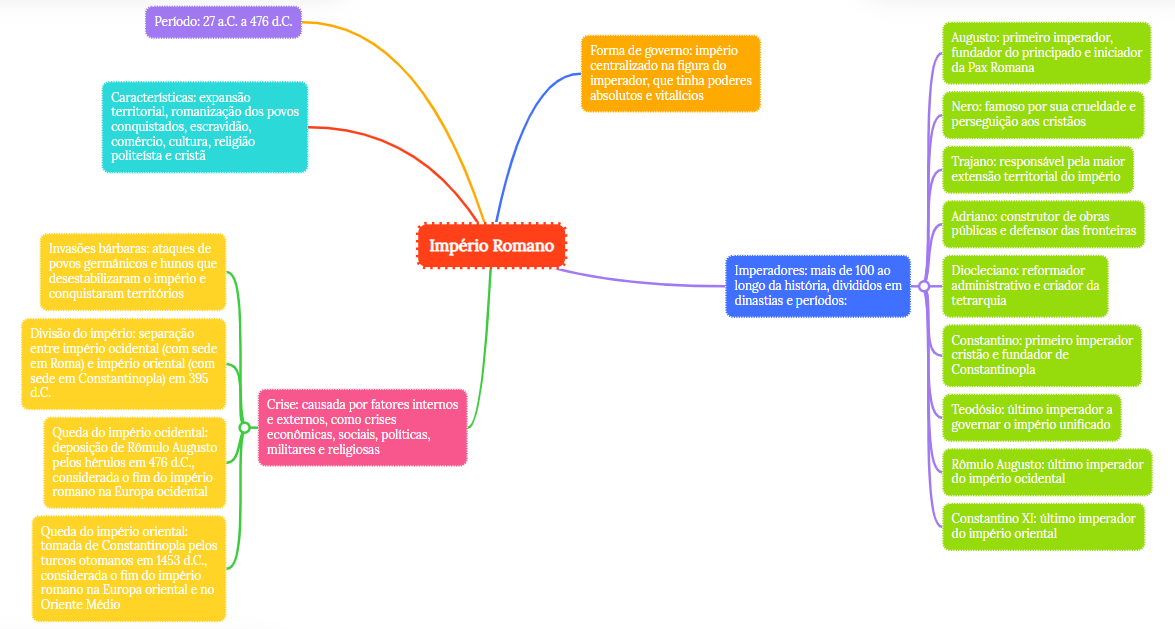 Período: 27 a.C. a 476 d.C.
Características: expansão
territorial, romanização dos povos
conquistados, escravidão,
comércio, cultura, religião
politeísta e cristã
Forma de governo: império
centralizado na figura do
imperador, que tinha poderes
absolutos e vitalícios
Império Romano
Imperadores: mais de 100 ao
longo da história, divididos em
dinastias e períodos:
Augusto: primeiro imperador,
fundador do principado e iniciador
da Pax Romana
Nero: famoso por sua crueldade e
perseguição aos cristãos
Trajano: responsável pela maior
extensão territorial do império
Adriano: construtor de obras
públicas e defensor das fronteiras
Diocleciano: reformador
administrativo e criador da
tetrarquia
Constantino: primeiro imperador
cristão e fundador de
Constantinopla
Teodósio: último imperador a
governar o império unificado
Rômulo Augusto: último imperador
do império ocidental
Constantino XI: último imperador
do império oriental
Crise: causada por fatores internos
e externos, como crises
econômicas, sociais, políticas,
militares e religiosas
Invasões bárbaras: ataques de
povos germânicos e hunos que
desestabilizaram o império e
conquistaram territórios
Divisão do império: separação
entre império ocidental (com sede
em Roma) e império oriental (com
sede em Constantinopla) em 395
d.C.
Queda do império ocidental:
deposição de Rômulo Augusto
pelos hérulos em 476 d.C.,
considerada o fim do império
romano na Europa ocidental
Queda do império oriental:
tomada de Constantinopla pelos
turcos otomanos em 1453 d.C.,
considerada o fim do império
romano na Europa oriental e no
Oriente Médio